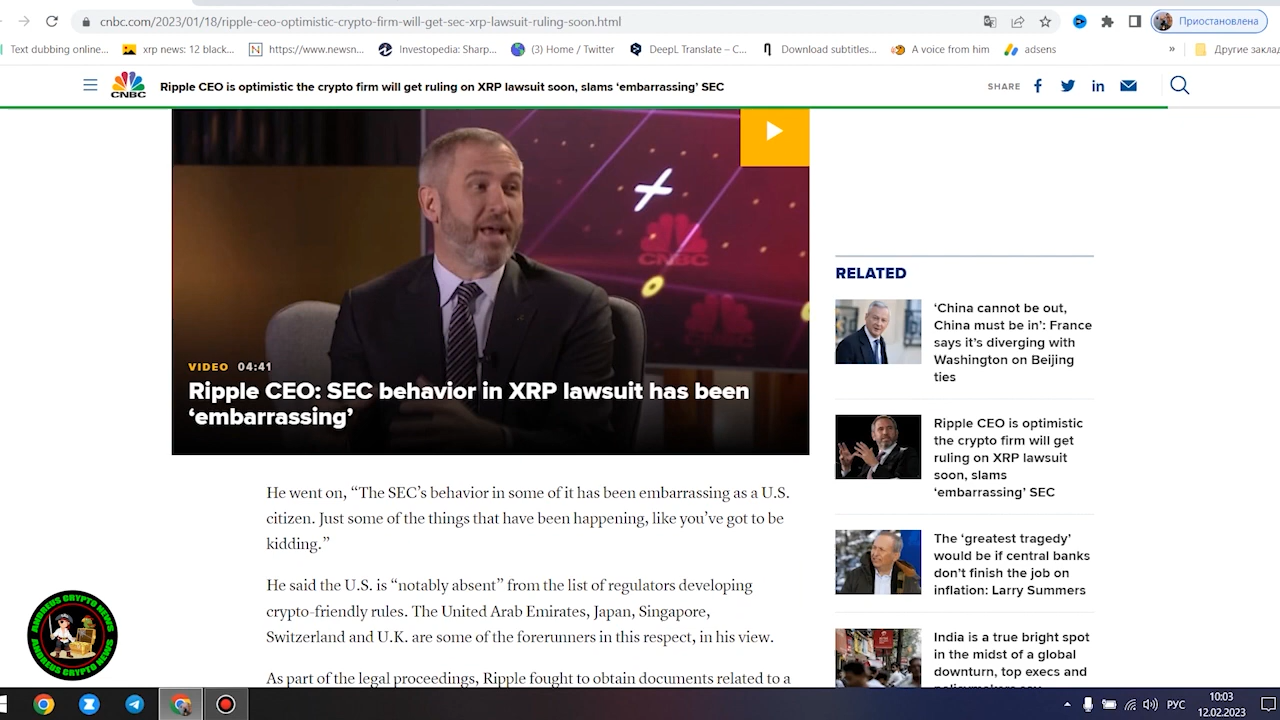 cnbc.com/2023/01/18/ripple-ceo-optimistic-crypto-firm-will-get-sec-xrp-lawsuit-ruling-soon.html
Приостановлена
Text dubbing online...
xrp news: 12 black...
https://www.newsn...
Investopedia: Sharp...
(3) Home / Twitter
DeepL Translate – C...
Download subtitles...
A voice from him
adsens
»
Другие закла
CNBC
Ripple CEO is optimistic the crypto firm will get ruling on XRP lawsuit soon, slams ‘embarrassing’ SEC
SHARE
CNBC
VIDEO 04:41
Ripple CEO: SEC behavior in XRP lawsuit has been
‘embarrassing’
He went on, “The SEC’s behavior in some of it has been embarrassing as a U.S.
citizen. Just some of the things that have been happening, like you’ve got to be
kidding.”
He said the U.S. is “notably absent” from the list of regulators developing
crypto-friendly rules. The United Arab Emirates, Japan, Singapore,
Switzerland and U.K. are some of the forerunners in this respect, in his view.
As part of the legal proceedings, Ripple fought to obtain documents related to a
RELATED
‘China cannot be out,
China must be in’: France
says it’s diverging with
Washington on Beijing
ties
Ripple CEO is optimistic
the crypto firm will get
ruling on XRP lawsuit
soon, slams
‘embarrassing’ SEC
The ‘greatest tragedy’
would be if central banks
don’t finish the job on
inflation: Larry Summers
India is a true bright spot
in the midst of a global
downturn, top execs and
ANDREUS CRYPTO NEWS
ANDREUS CRYPTO NEWS
РУС
10:03
12.02.2023